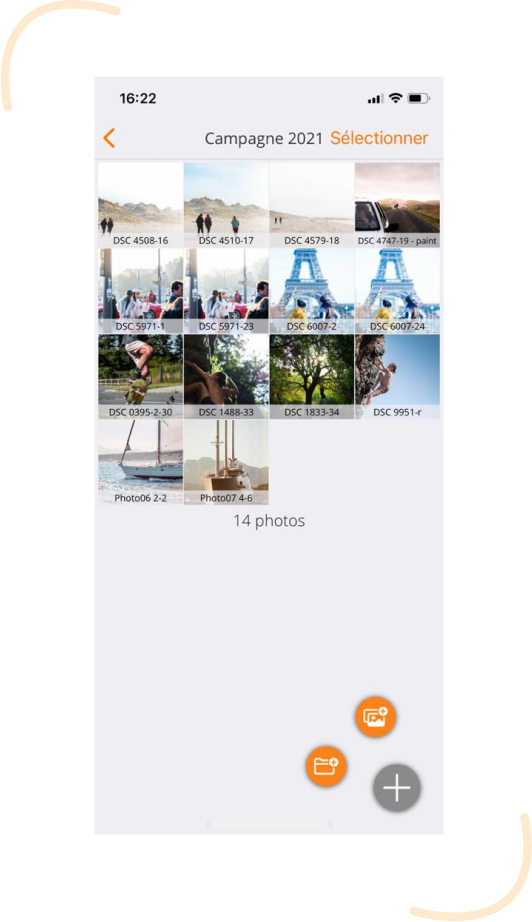 16:22
Campagne 2021 Sélectionner
DSC 4508-16
DSC 4510-17
DSC 4579-18
DSC 4747-19 - paint
DSC 5971-1
DSC 5971-23
DSC 6007-2
DSC 6007-24
DSC 0395-2-30
DSC 1488-33
DSC 1833-34
DSC 9951-r
Photo06 2-2
Photo07 4-6
14 photos